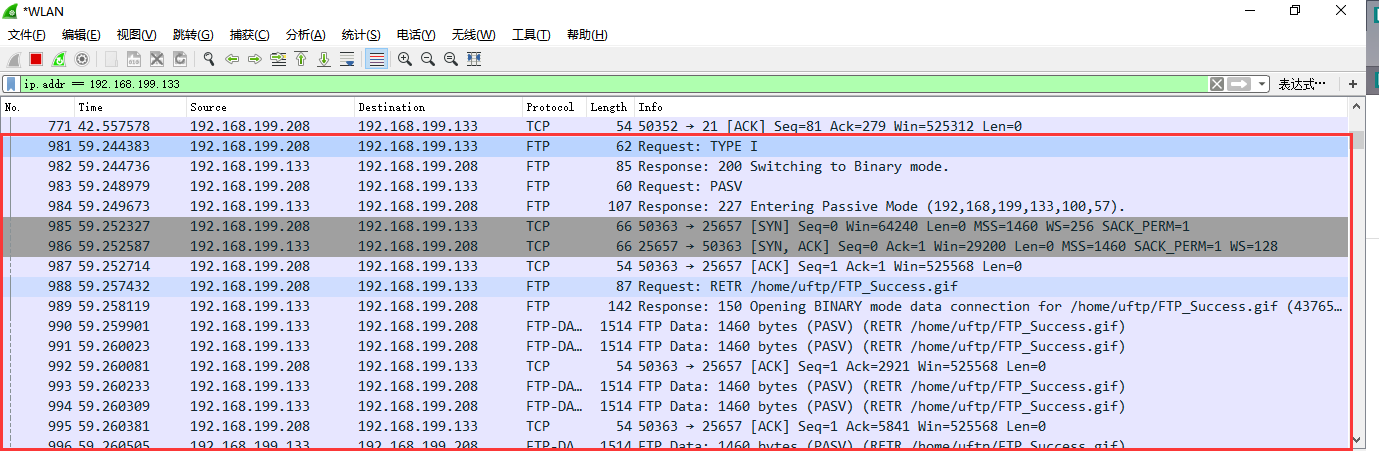 *WLAN
文件(F) 编辑(E) 视图(V) 跳转(G) 捕获(C) 分析(A) 统计(S) 电话(Y) 无线(W) 工具(T) 帮助(H)
ip.addr == 192.168.199.133 表达式… +
No. Time Source Destination Protocol Length Info
771 42.557578 192.168.199.208 192.168.199.133 TCP 54 50352 → 21 [ACK] Seq=81 Ack=279 Win=525312 Len=0
981 59.244383 192.168.199.208 192.168.199.133 FTP 62 Request: TYPE I
982 59.244736 192.168.199.133 192.168.199.208 FTP 85 Response: 200 Switching to Binary mode.
983 59.248979 192.168.199.208 192.168.199.133 FTP 60 Request: PASV
984 59.249673 192.168.199.133 192.168.199.208 FTP 107 Response: 227 Entering Passive Mode (192,168,199,133,100,57).
985 59.252327 192.168.199.208 192.168.199.133 TCP 66 50363 → 25657 [SYN] Seq=0 Win=64240 Len=0 MSS=1460 WS=256 SACK_PERM=1
986 59.252587 192.168.199.133 192.168.199.208 TCP 66 25657 → 50363 [SYN, ACK] Seq=0 Ack=1 Win=29200 Len=0 MSS=1460 SACK_PERM=1 WS=128
987 59.252714 192.168.199.208 192.168.199.133 TCP 54 50363 → 25657 [ACK] Seq=1 Ack=1 Win=525568 Len=0
988 59.257432 192.168.199.208 192.168.199.133 FTP 87 Request: RETR /home/uftp/FTP_Success.gif
989 59.258119 192.168.199.133 192.168.199.208 FTP 142 Response: 150 Opening BINARY mode data connection for /home/uftp/FTP_Success.gif (43765…
990 59.259901 192.168.199.133 192.168.199.208 FTP-DA… 1514 FTP Data: 1460 bytes (PASV) (RETR /home/uftp/FTP_Success.gif)
991 59.260023 192.168.199.133 192.168.199.208 FTP-DA… 1514 FTP Data: 1460 bytes (PASV) (RETR /home/uftp/FTP_Success.gif)
992 59.260081 192.168.199.208 192.168.199.133 TCP 54 50363 → 25657 [ACK] Seq=1 Ack=2921 Win=525568 Len=0
993 59.260233 192.168.199.133 192.168.199.208 FTP-DA… 1514 FTP Data: 1460 bytes (PASV) (RETR /home/uftp/FTP_Success.gif)
994 59.260309 192.168.199.133 192.168.199.208 FTP-DA… 1514 FTP Data: 1460 bytes (PASV) (RETR /home/uftp/FTP_Success.gif)
995 59.260381 192.168.199.208 192.168.199.133 TCP 54 50363 → 25657 [ACK] Seq=1 Ack=5841 Win=525568 Len=0
996 59.260505 192.168.199.133 192.168.199.208 FTP-DA… 1514 FTP Data: 1460 bytes (PASV) (RETR /home/uftp/FTP_Success.gif)